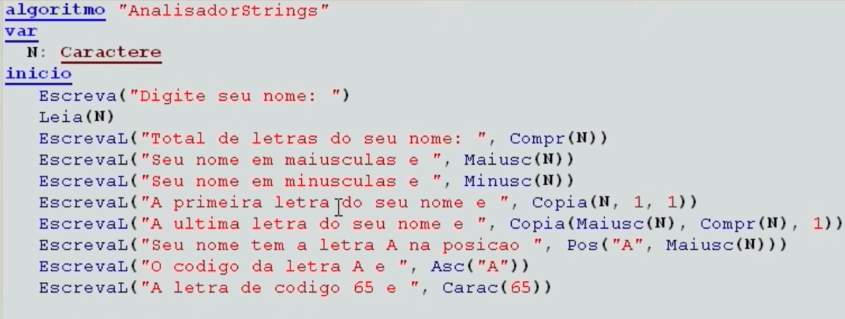 algoritmo "AnalisadorStrings"
var
N: Caractere
inicio
Escreva("Digite seu nome: ")
Leia(N)
EscrevaL("Total de letras do seu nome: ", Compr(N))
EscrevaL("Seu nome em maiusculas e ", Maiusc(N))
EscrevaL("Seu nome em minusculas e ", Minusc(N))
EscrevaL("A primeira letra do seu nome e ", Copia(N, 1, 1))
EscrevaL("A ultima letra do seu nome e ", Copia(Maiusc(N), Compr(N), 1))
EscrevaL("Seu nome tem a letra A na posicao ", Pos("A", Maiusc(N)))
EscrevaL("O codigo da letra A e ", Asc("A"))
EscrevaL("A letra de codigo 65 e ", Carac(65))